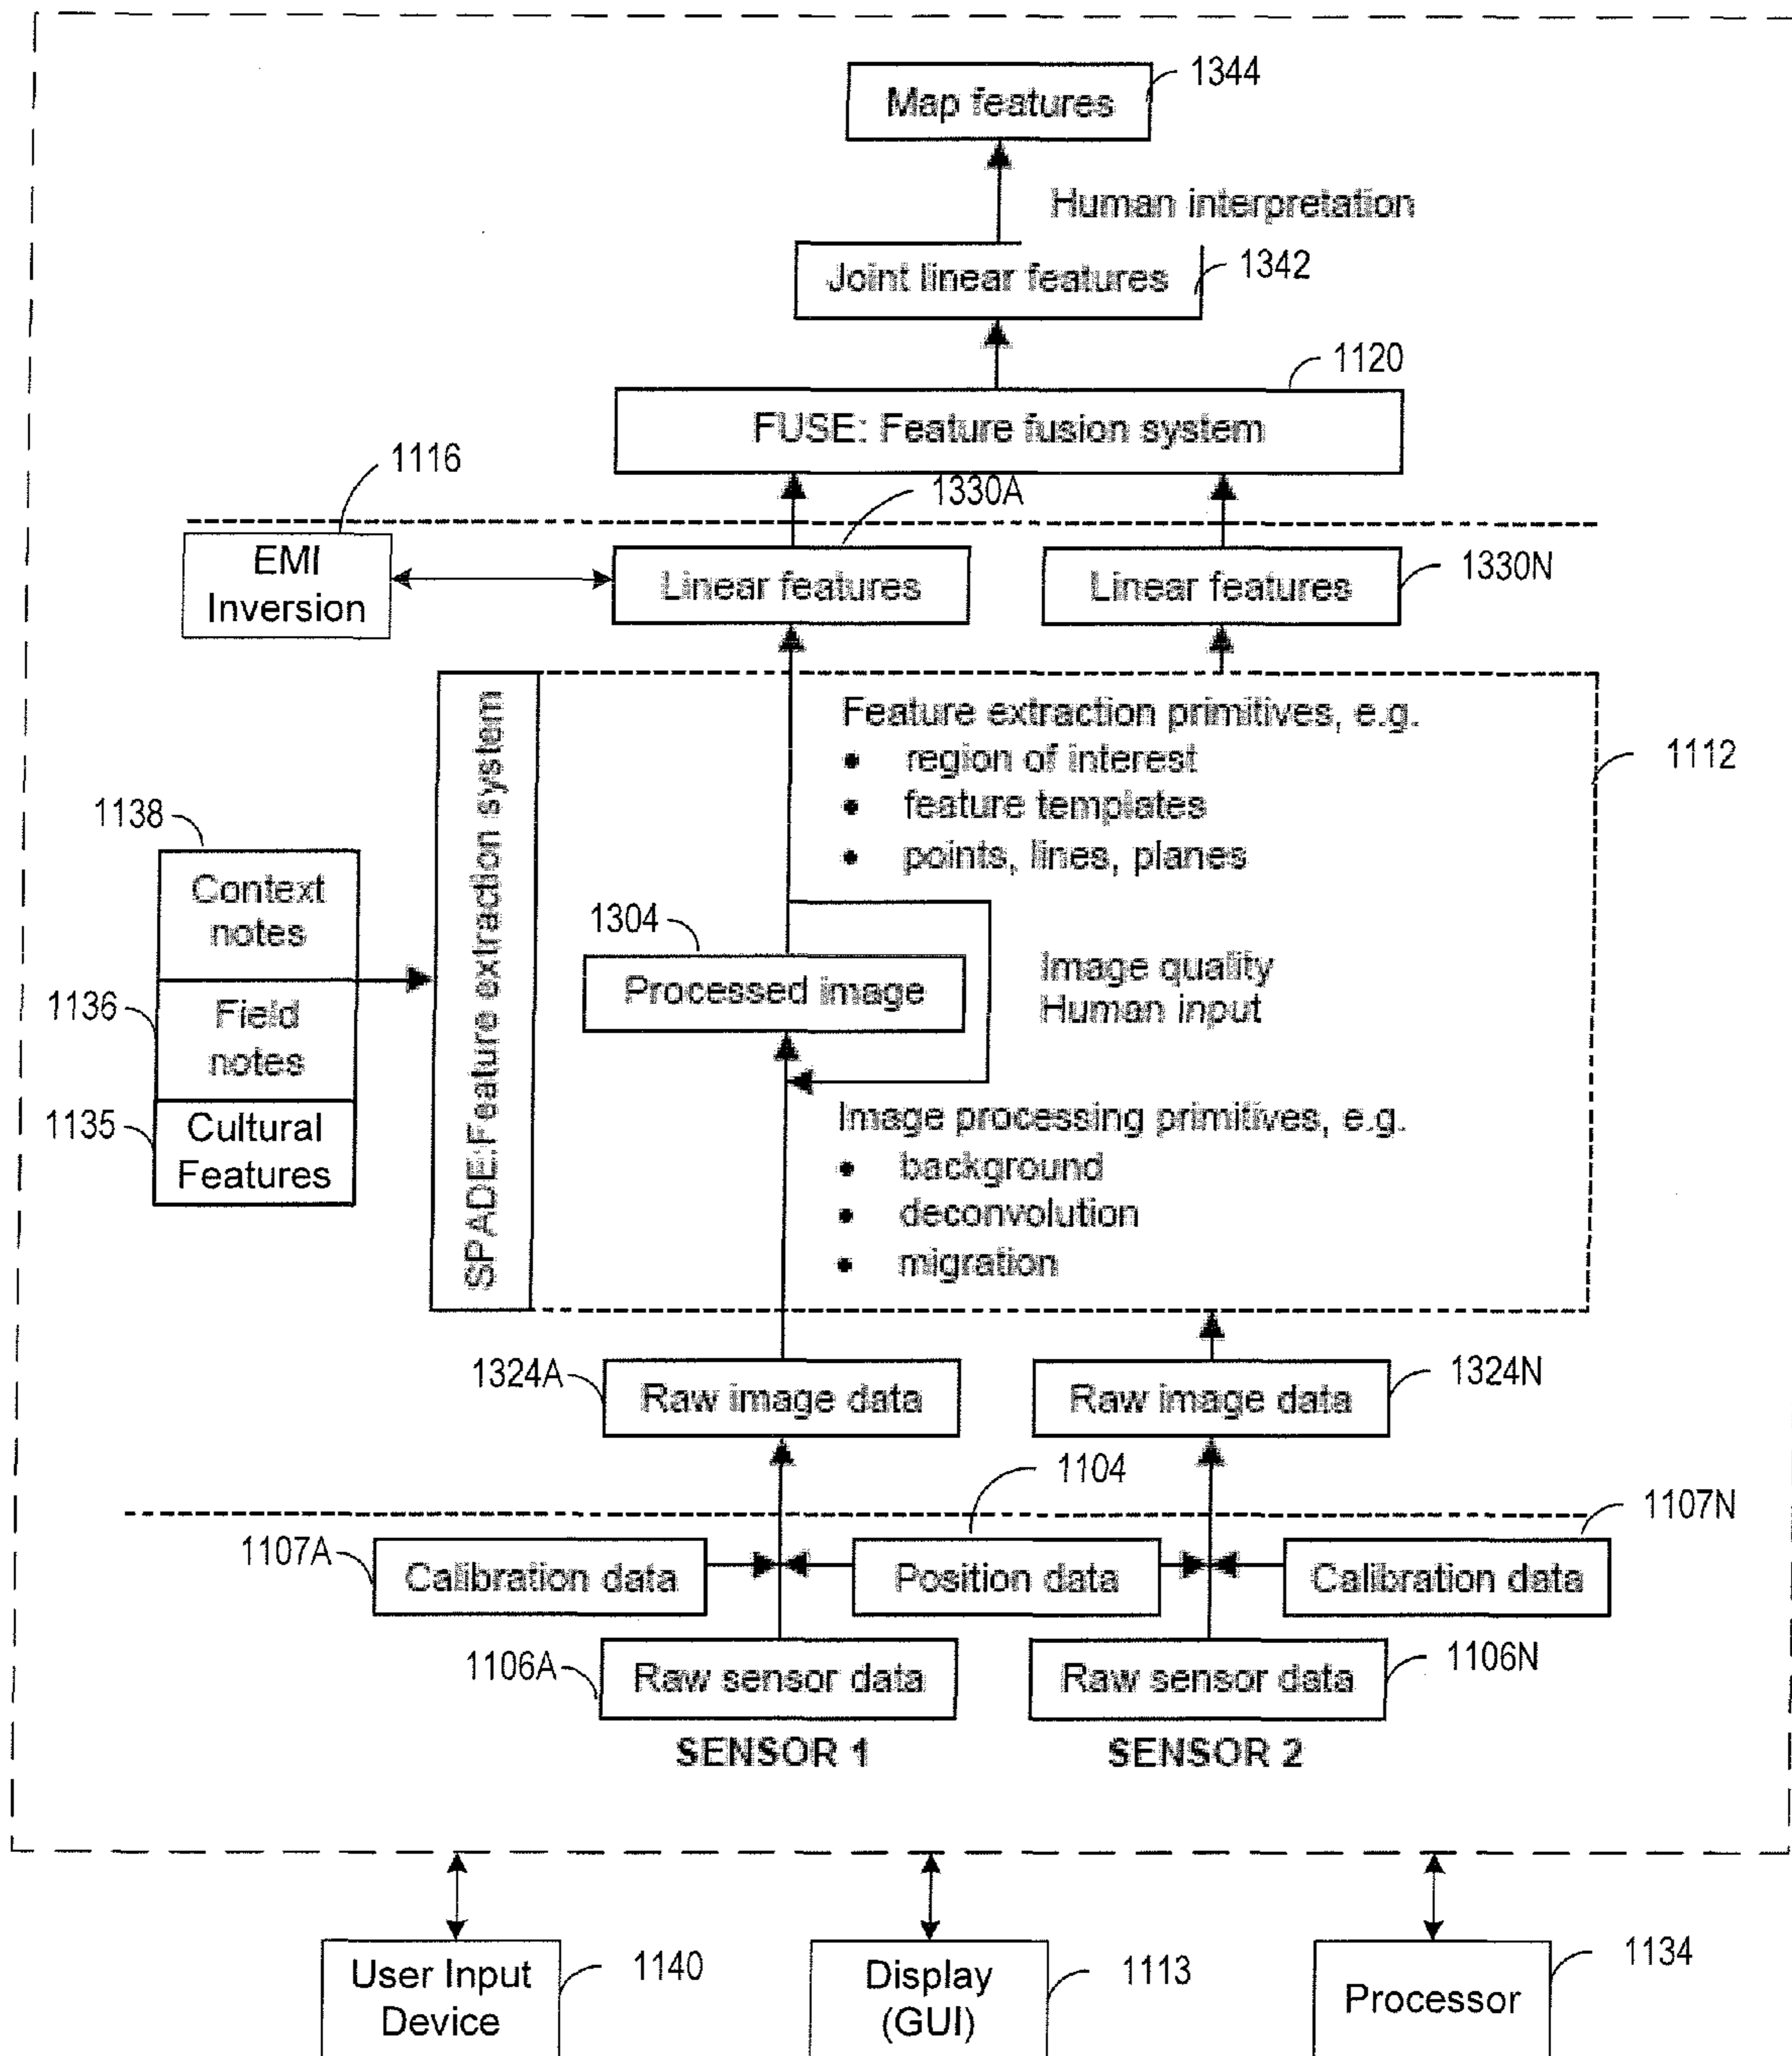 1344
Map features
Human interpretation
Joint linear features
1342
1120
FUSE: Feature fusion system
1116
1330A
EMI
Inversion
Linear features
Linear features
1330N
SPADE:Feature extraction system
Feature extraction primitives, e.g.
• region of interest
• feature templates
• points, lines, planes
1112
1138
Context
notes
1136
Field
notes
1135
Cultural
Features
1304
Processed image
Image quality
Human input
Image processing primitives, e.g.
• background
• deconvolution
• migration
1324A
Raw image data
Raw image data
1324N
1104
1107N
1107A
Calibration data
Position data
Calibration data
1106A
Raw sensor data
Raw sensor data
1106N
SENSOR 1
SENSOR 2
User Input
Device
1140
Display
(GUI)
1113
Processor
1134